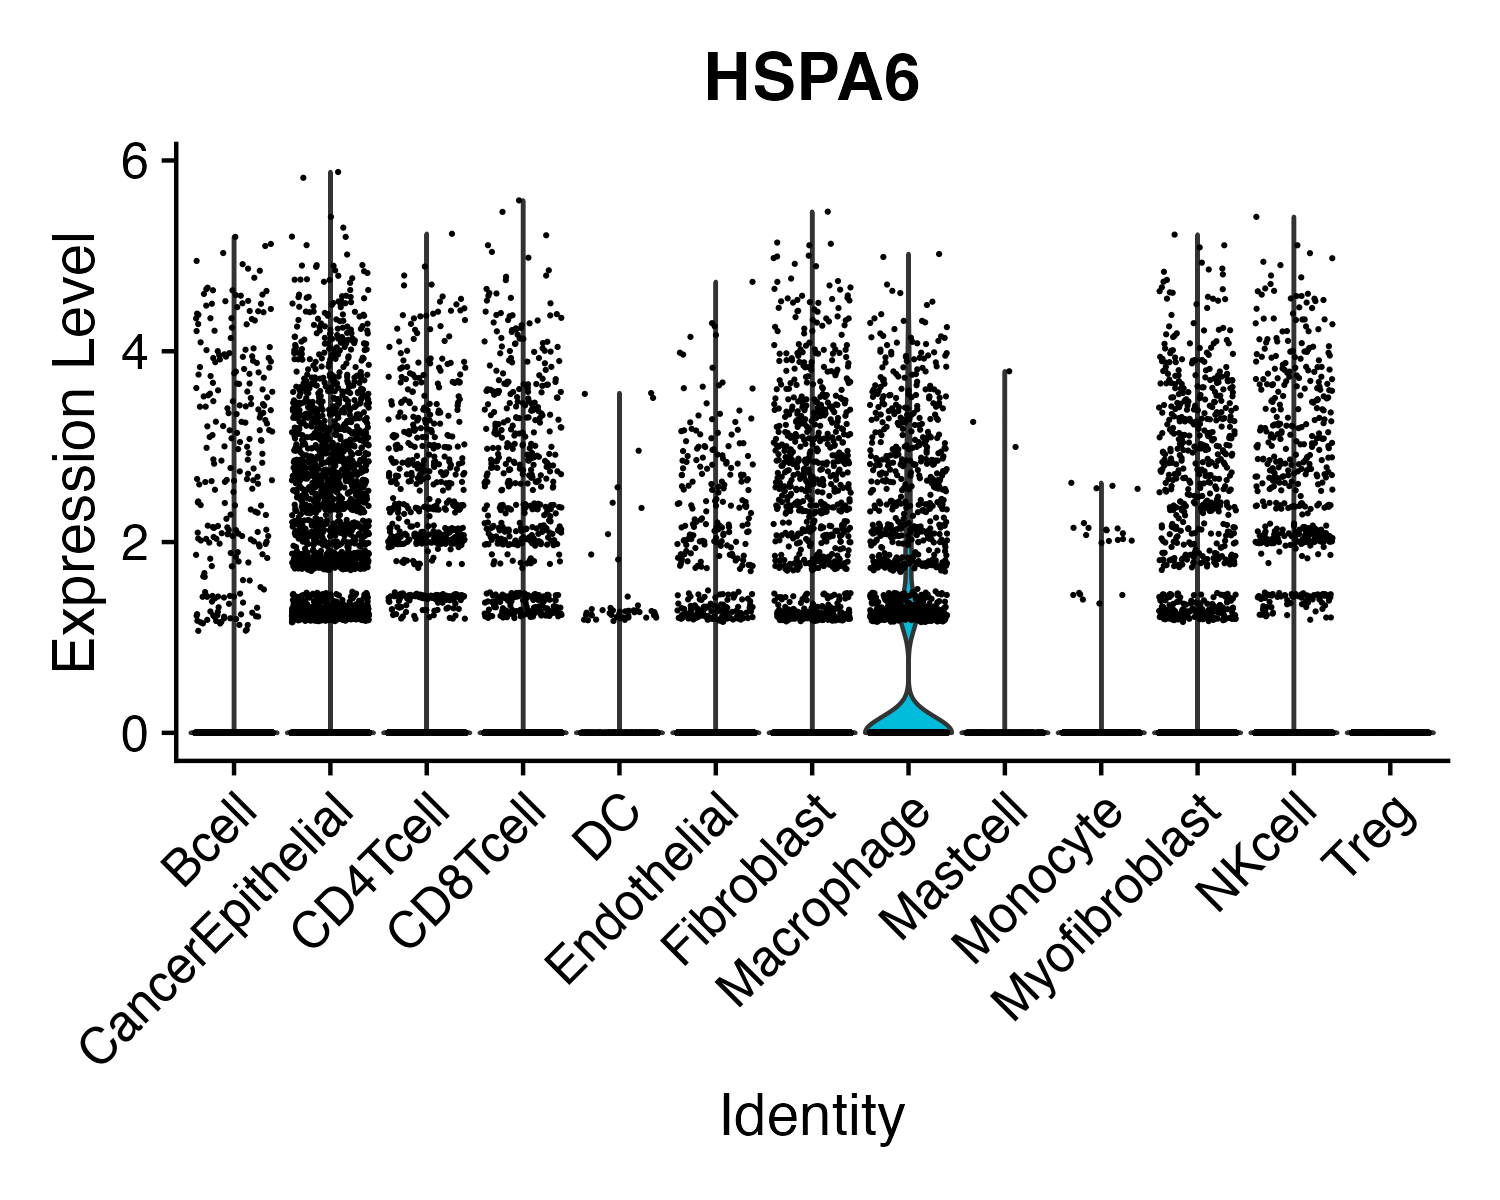 HSPA6
6
4
2
0
Expression Level
Bcell
CancerEpithelial
CD4Tcell
CD8Tcell
DC
Endothelial
Fibroblast
Macrophage
Mastcell
Monocyte
Myofibroblast
NKcell
Treg
Identity